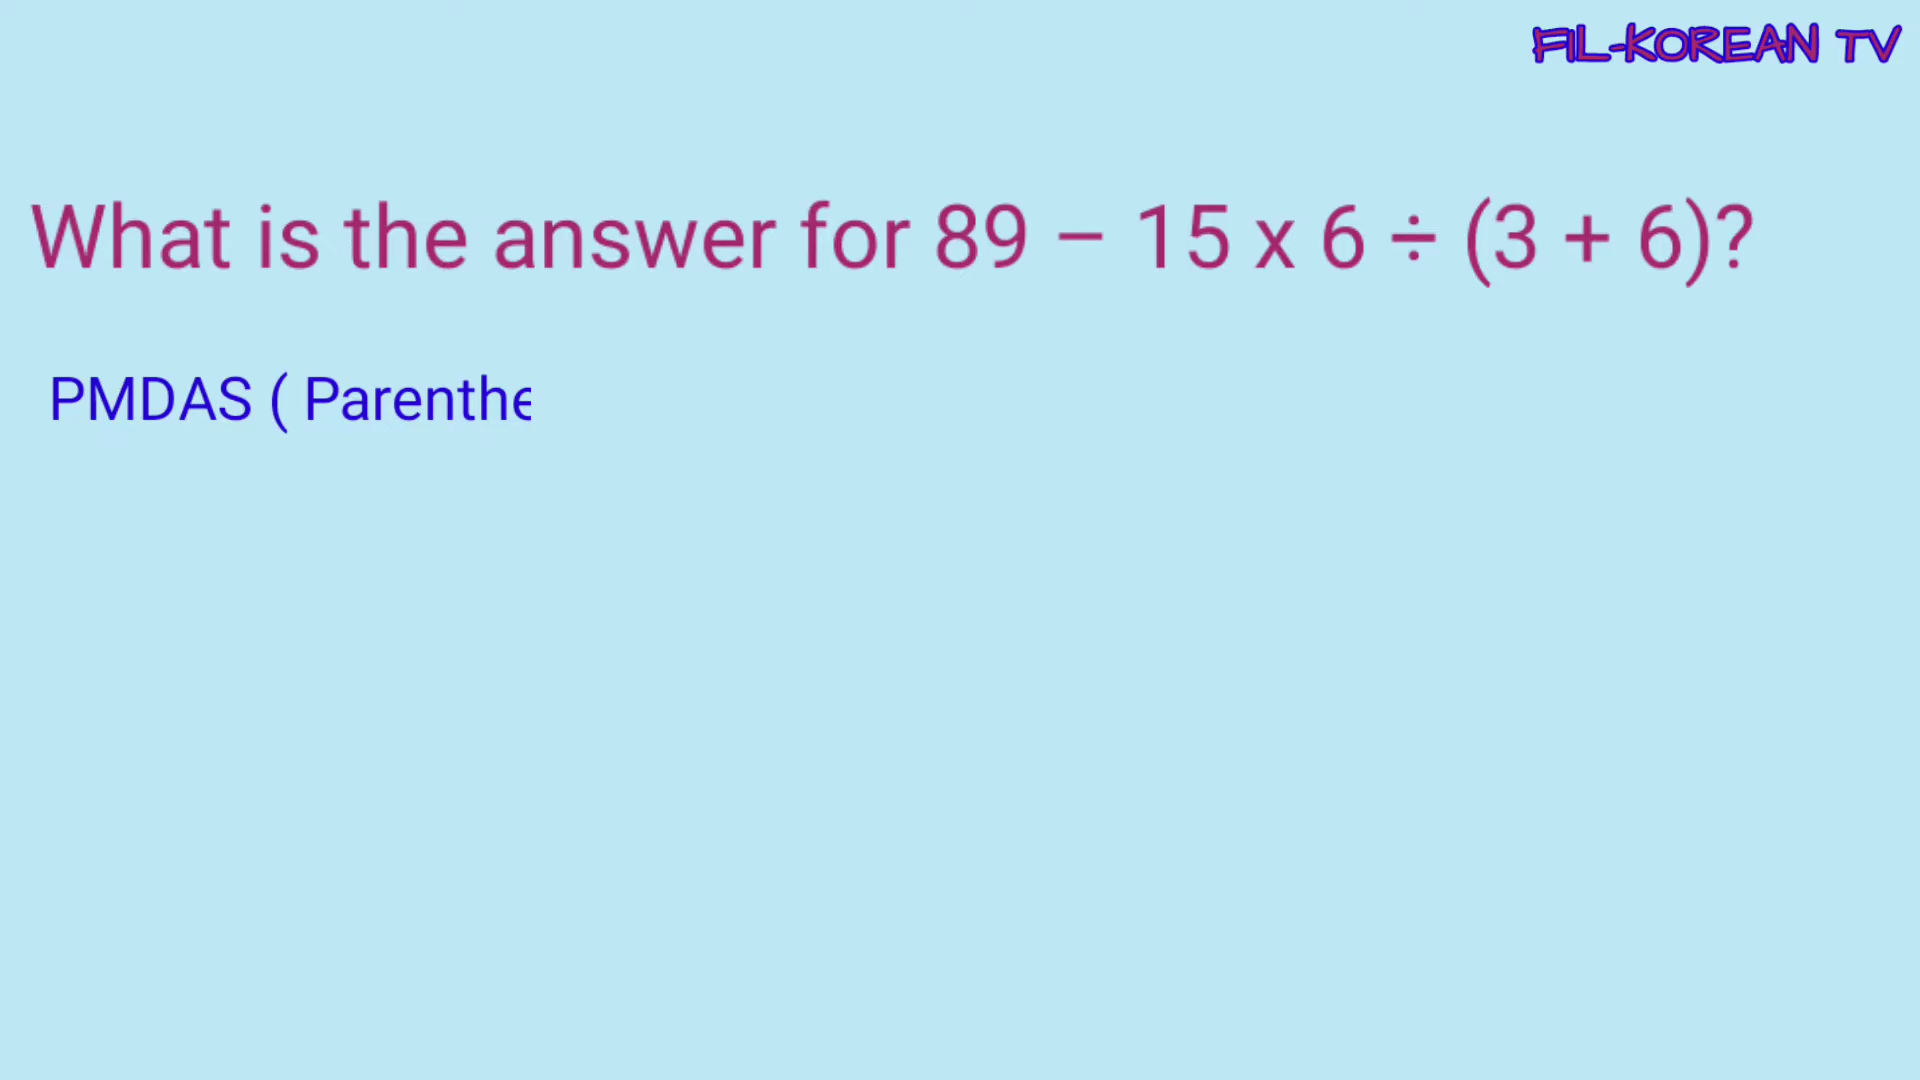 FIL-KOREAN TV
What is the answer for 89 – 15 x 6 ÷ (3 + 6)?
PMDAS ( Parenthe